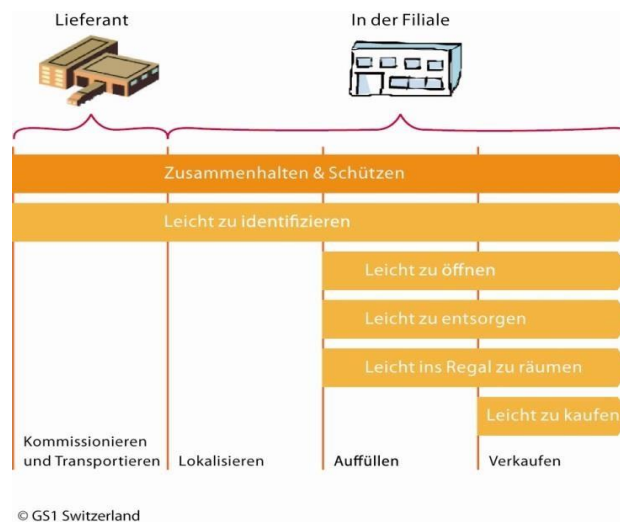 Lieferant
In der Filiale
Zusammenhalten & Schützen
Leicht zu identifizieren
Leicht zu öffnen
Leicht zu entsorgen
Leicht ins Regal zu räumen
Leicht zu kaufen
Kommissionieren
und Transportieren
Lokalisieren
Auffüllen
Verkaufen
© GS1 Switzerland